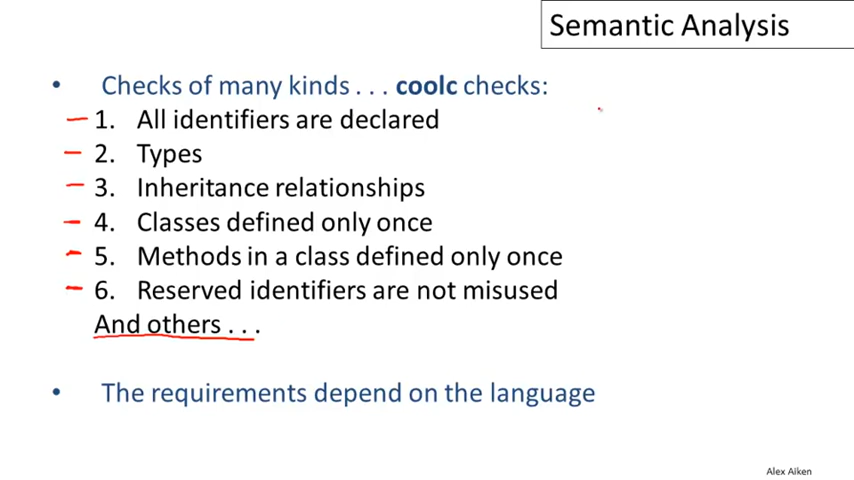 Semantic Analysis
• Checks of many kinds . . . coolc checks:
1. All identifiers are declared
2. Types
3. Inheritance relationships
4. Classes defined only once
5. Methods in a class defined only once
6. Reserved identifiers are not misused
And others . . .
• The requirements depend on the language
Alex Aiken